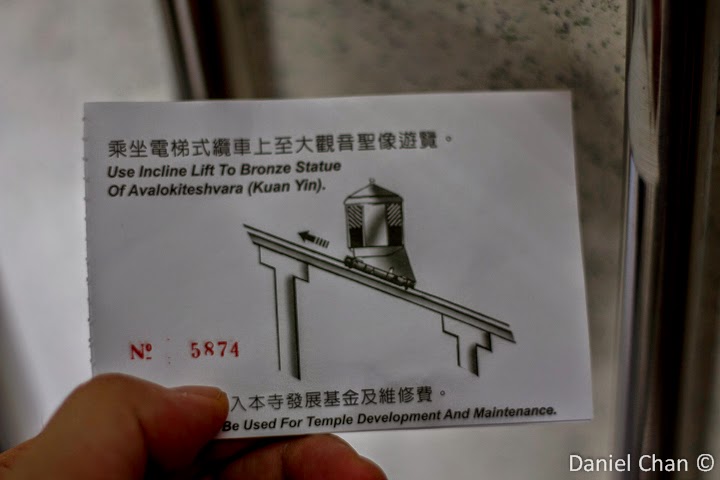 乘坐電梯式纜車上至大觀音聖像遊覽。
Use Incline Lift To Bronze Statue
Of Avalokiteshvara (Kuan Yin).
Nº 5874
入本寺發展基金及維修費。
Be Used For Temple Development And Maintenance.
Daniel Chan ©